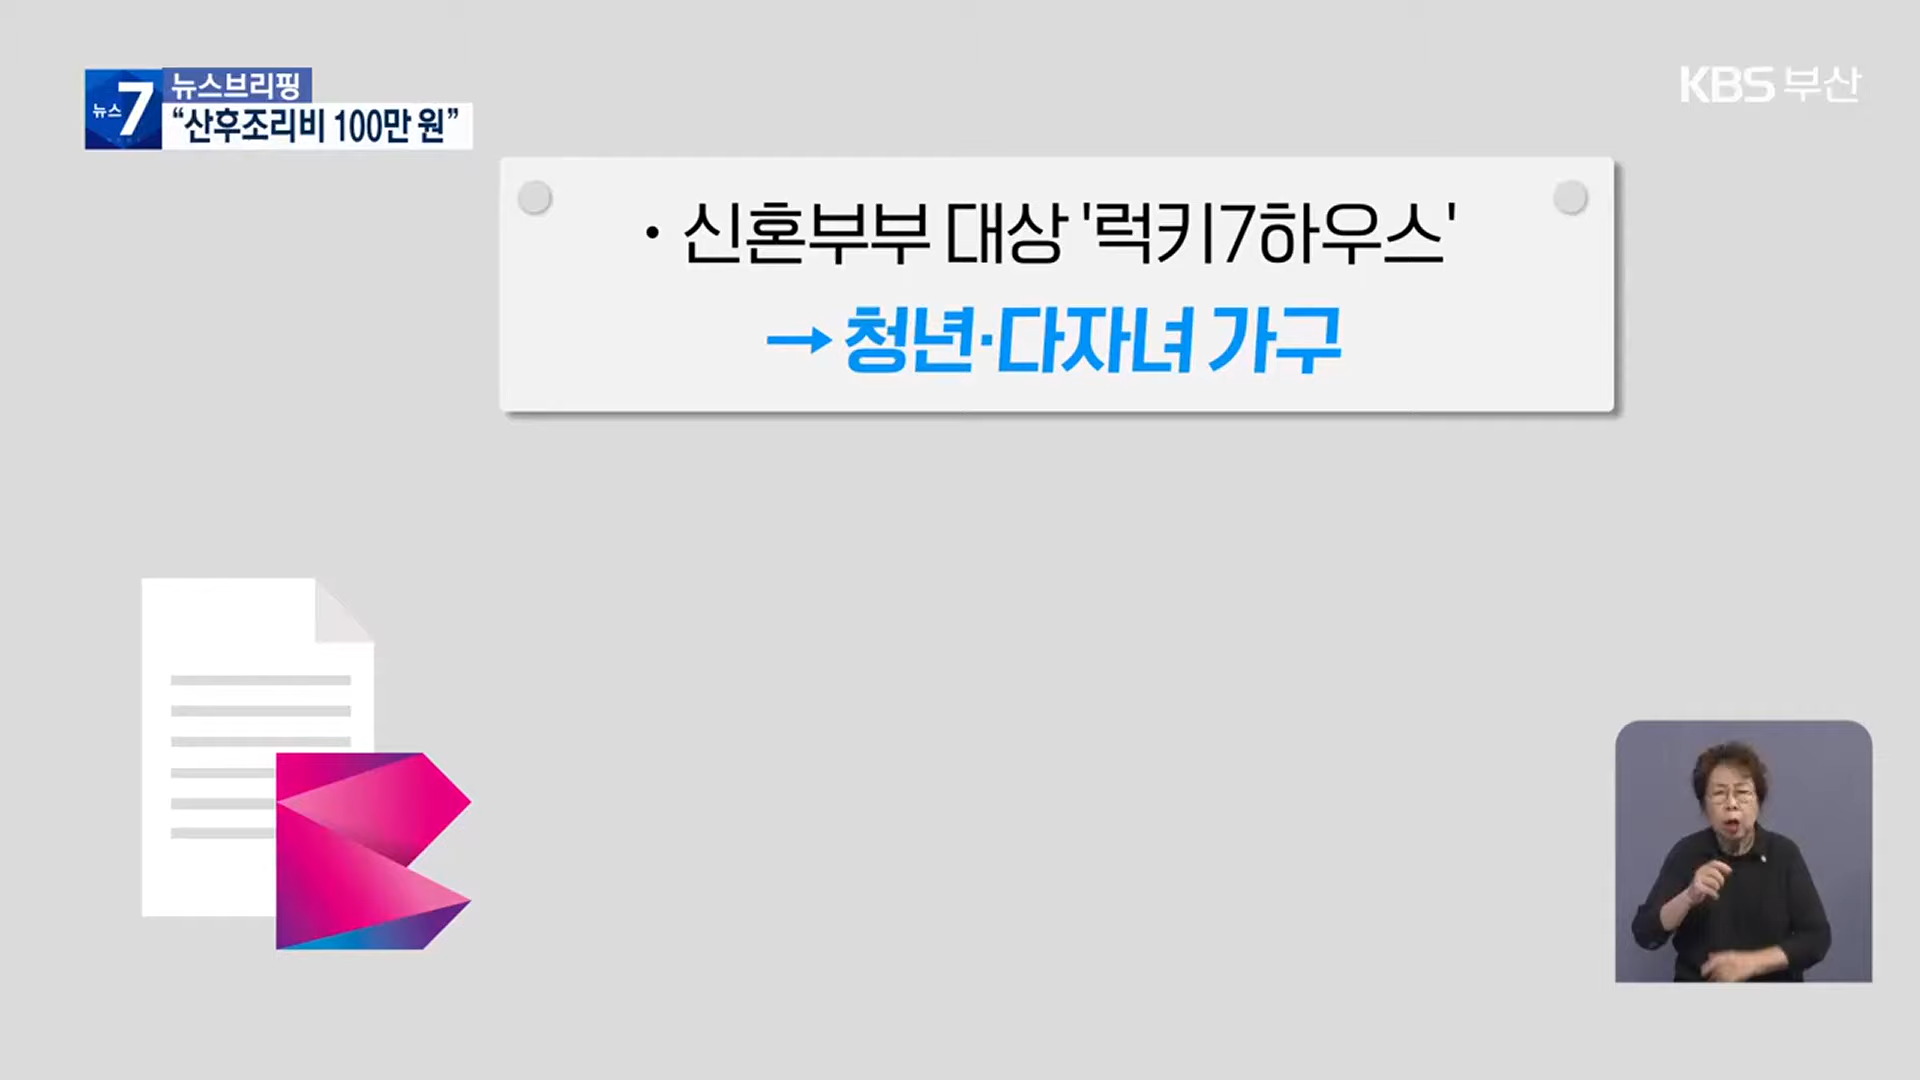 뉴스7
뉴스브리핑
“산후조리비 100만 원”
KBS 부산
· 신혼부부 대상 '럭키7하우스'
→ 청년·다자녀 가구